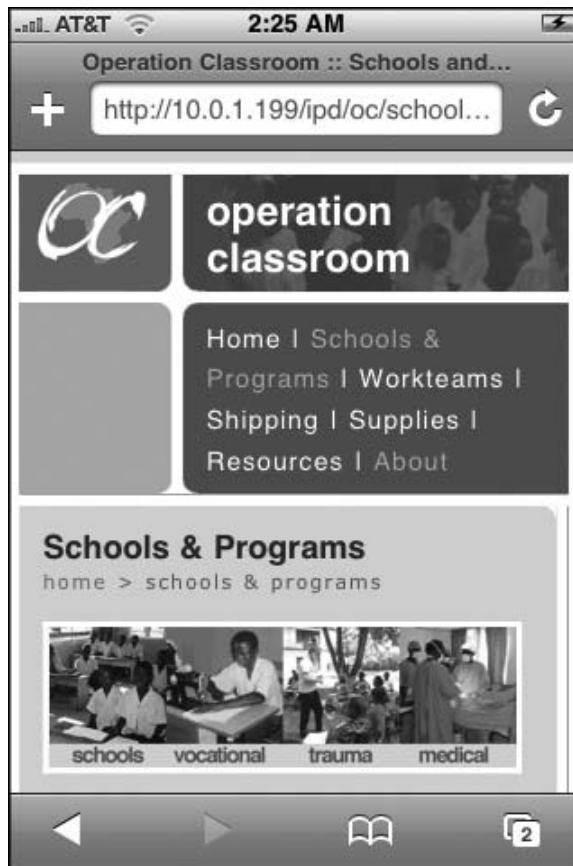 AT&T 2:25 AM
Operation Classroom :: Schools and...
http://10.0.1.199/ipd/oc/school...
OC
operation
classroom
Home | Schools &
Programs | Workteams |
Shipping | Supplies |
Resources | About
Schools & Programs
home > schools & programs
schools vocational trauma medical
2